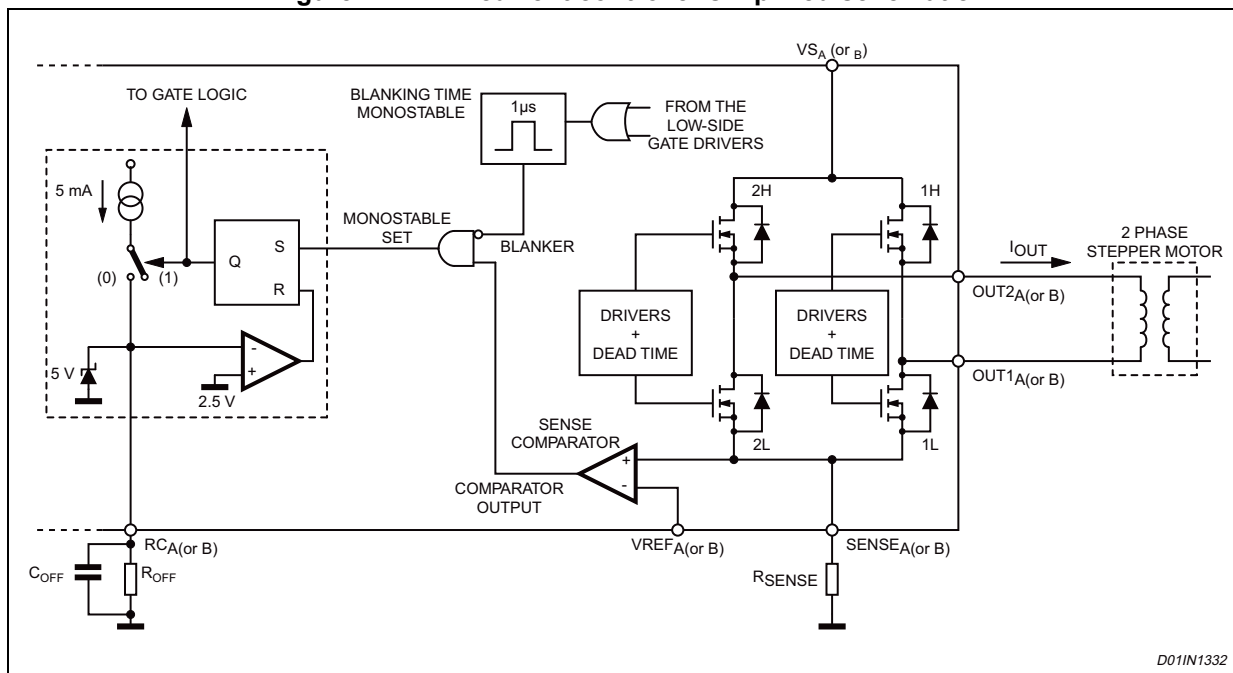 VSA (or B)
TO GATE LOGIC
BLANKING TIME
MONOSTABLE
1µs
FROM THE
LOW-SIDE
GATE DRIVERS
5 mA
2H
1H
MONOSTABLE
SET
BLANKER
S
Q
R
(0)
(1)
2 PHASE
STEPPER MOTOR
IOUT
OUT2A(or B)
DRIVERS
+
DEAD TIME
DRIVERS
+
DEAD TIME
OUT1A(or B)
-
+
5 V
2.5 V
SENSE
COMPARATOR
2L
1L
+
-
COMPARATOR
OUTPUT
RCA(or B)
VREFA(or B)
SENSEA(or B)
COFF
ROFF
RSENSE
D01IN1332